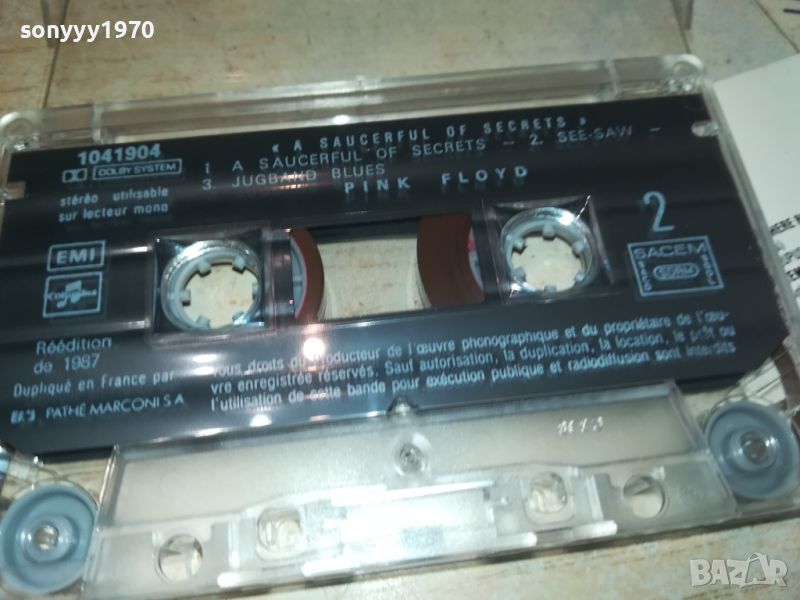 sonyyy1970
« A SAUCERFUL OF SECRETS »
1 A SAUCERFUL OF SECRETS — 2. SEE-SAW —
3. JUGBAND BLUES
PINK FLOYD
1041904
DOLBY SYSTEM
stéréo utilisable
sur lecteur mono
2
EMI
Columbia
SACEM
SDRM
Réédition
de 1987
Dupliqué en France par
PATHÉ MARCONI S A
Tous droits du producteur de l'œuvre phonographique et du propriétaire de l'œu-
vre enregistrée réservés. Sauf autorisation, la duplication, la location, le prêt ou
l'utilisation de cette bande pour exécution publique et radiodiffusion sont interdits
BAZAR